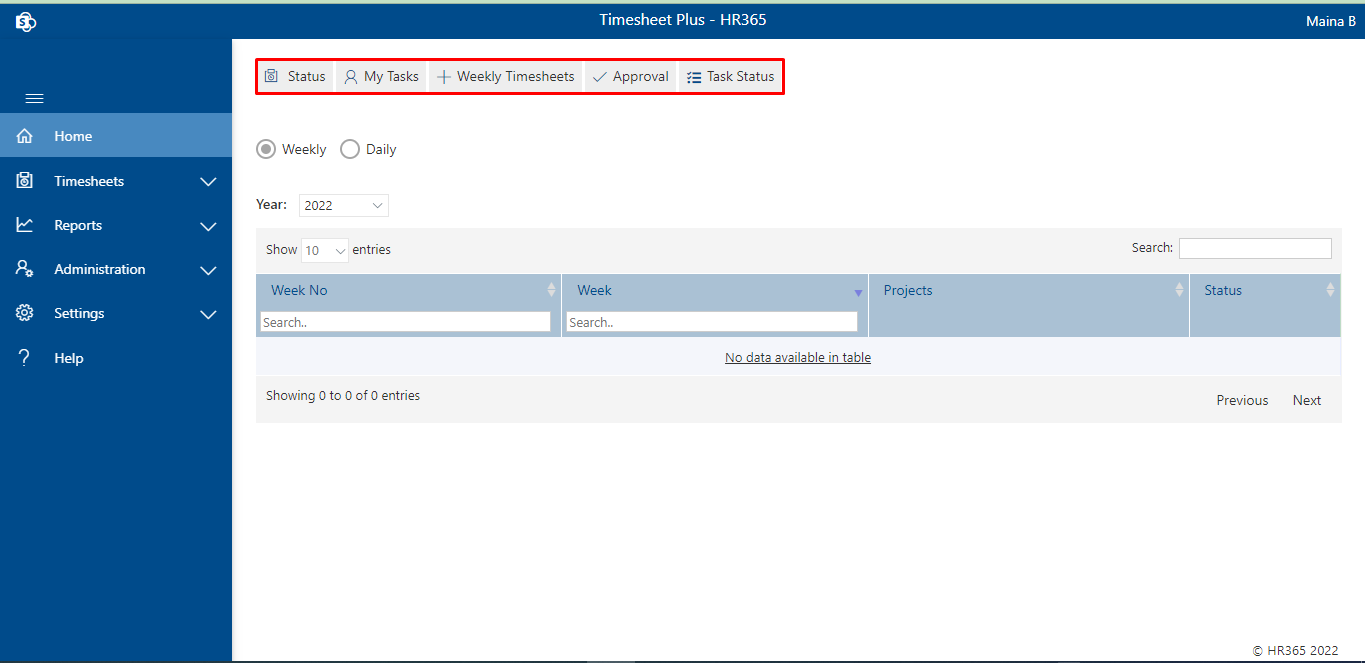 Timesheet Plus - HR365
Maina B
Home
Timesheets
Reports
Administration
Settings
Help
Status My Tasks Weekly Timesheets Approval Task Status
Weekly Daily
Year: 2022
Show 10 entries Search:
Week No Week Projects Status
Search.. Search..
No data available in table
Showing 0 to 0 of 0 entries
Previous Next
© HR365 2022